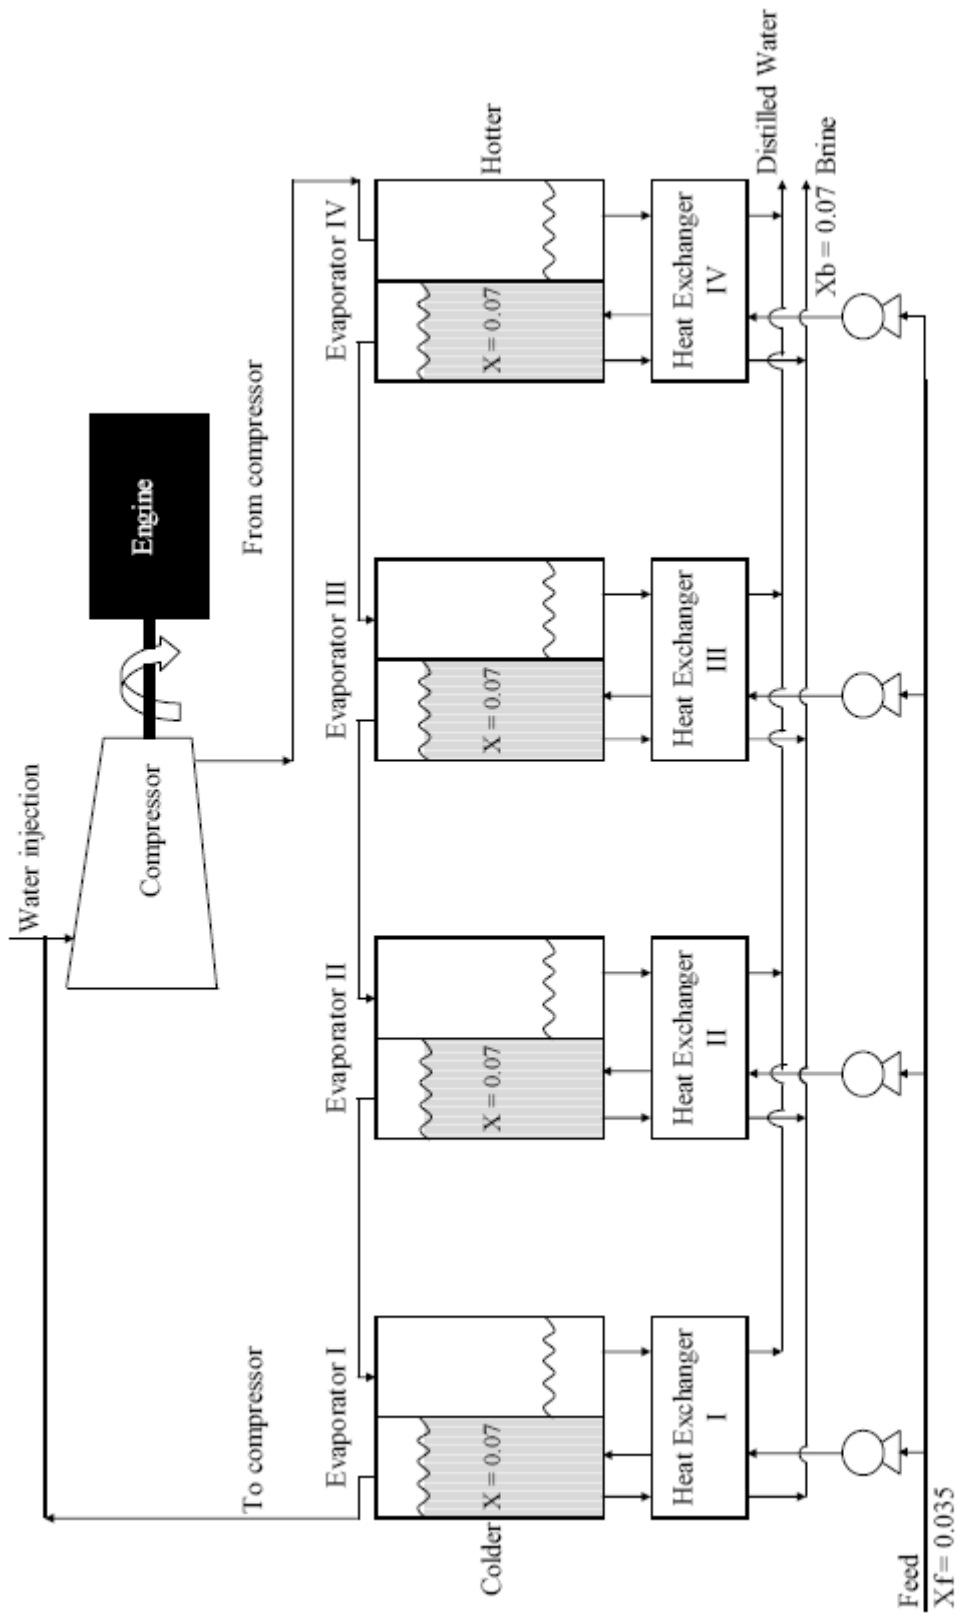 Water injection
Compressor
Engine
To compressor
From compressor
Evaporator I
Evaporator II
Evaporator III
Evaporator IV
Colder
X = 0.07
X = 0.07
X = 0.07
X = 0.07
Hotter
Heat Exchanger
I
Heat Exchanger
II
Heat Exchanger
III
Heat Exchanger
IV
Distilled Water
Brine
Xb = 0.07
Feed
Xf = 0.035